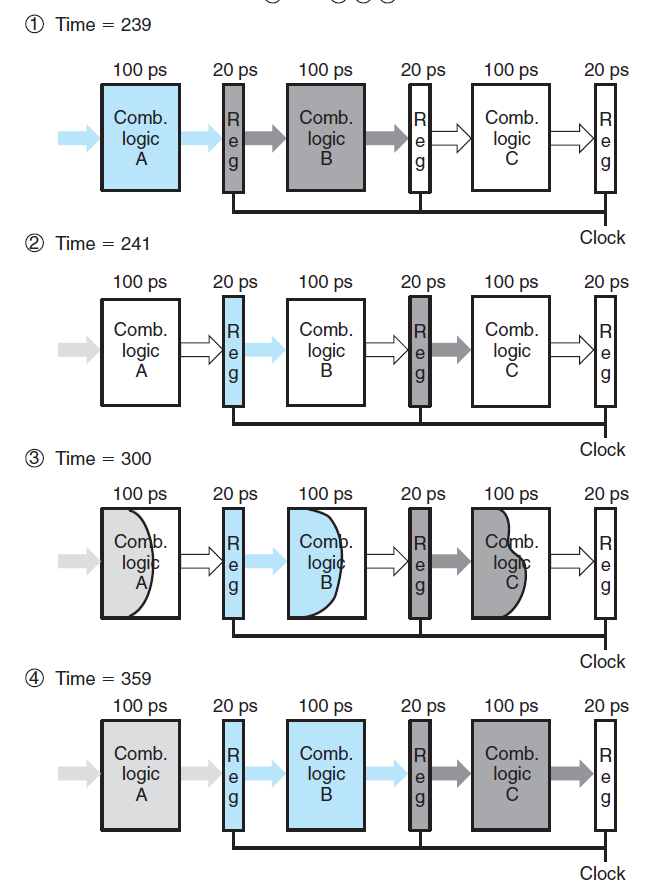 ① Time = 239
100 ps 20 ps 100 ps 20 ps 100 ps 20 ps
Comb. logic A
Reg
Comb. logic B
Reg
Comb. logic C
Reg
Clock
② Time = 241
100 ps 20 ps 100 ps 20 ps 100 ps 20 ps
Comb. logic A
Reg
Comb. logic B
Reg
Comb. logic C
Reg
Clock
③ Time = 300
100 ps 20 ps 100 ps 20 ps 100 ps 20 ps
Comb. logic A
Reg
Comb. logic B
Reg
Comb. logic C
Reg
Clock
④ Time = 359
100 ps 20 ps 100 ps 20 ps 100 ps 20 ps
Comb. logic A
Reg
Comb. logic B
Reg
Comb. logic C
Reg
Clock